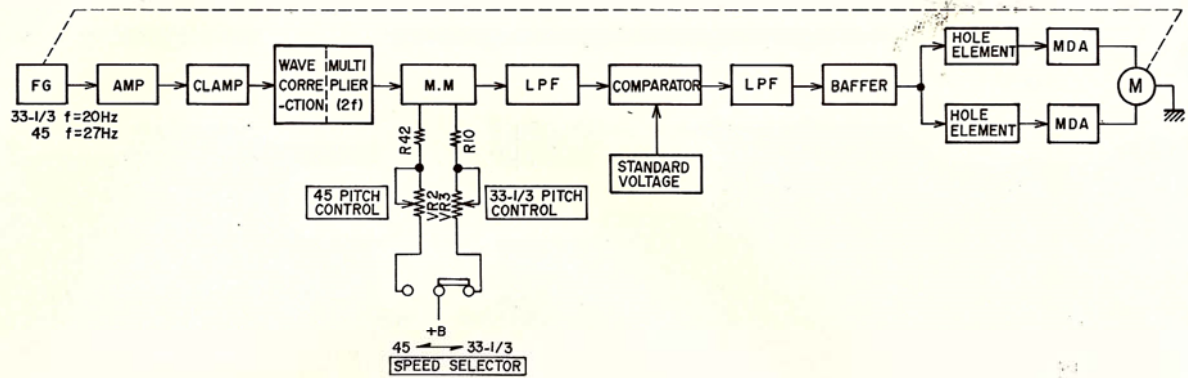 FG
AMP
CLAMP
WAVE
CORRE
-CTION
MULTI
PLIER
(2f)
M.M
LPF
COMPARATOR
LPF
BAFFER
HOLE
ELEMENT
MDA
M
HOLE
ELEMENT
MDA
33-1/3 f=20Hz
45 f=27Hz
R42
R10
STANDARD
VOLTAGE
45 PITCH
CONTROL
VR2
VR3
33-1/3 PITCH
CONTROL
+B
45 33-1/3
SPEED SELECTOR